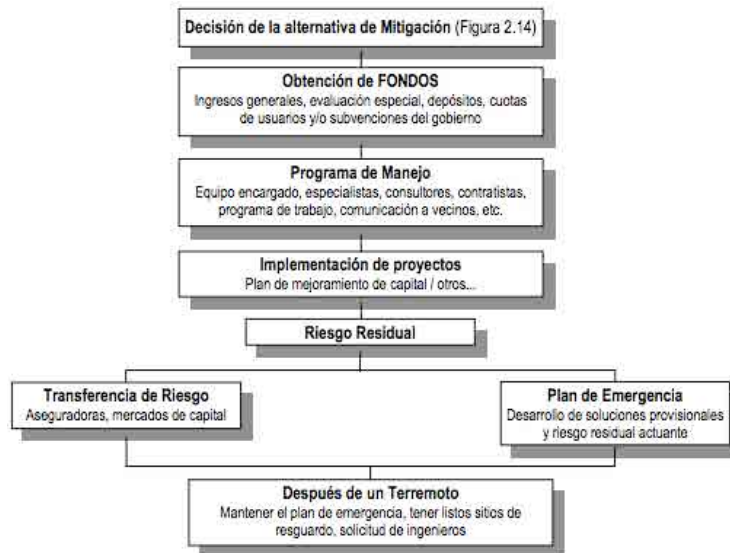 Decisión de la alternativa de Mitigación (Figura 2.14)
Obtención de FONDOS
Ingresos generales, evaluación especial, depósitos, cuotas
de usuarios y/o subvenciones del gobierno
Programa de Manejo
Equipo encargado, especialistas, consultores, contratistas,
programa de trabajo, comunicación a vecinos, etc.
Implementación de proyectos
Plan de mejoramiento de capital / otros...
Riesgo Residual
Transferencia de Riesgo
Aseguradoras, mercados de capital
Plan de Emergencia
Desarrollo de soluciones provisionales
y riesgo residual actuante
Después de un Terremoto
Mantener el plan de emergencia, tener listos sitios de
resguardo, solicitud de ingenieros